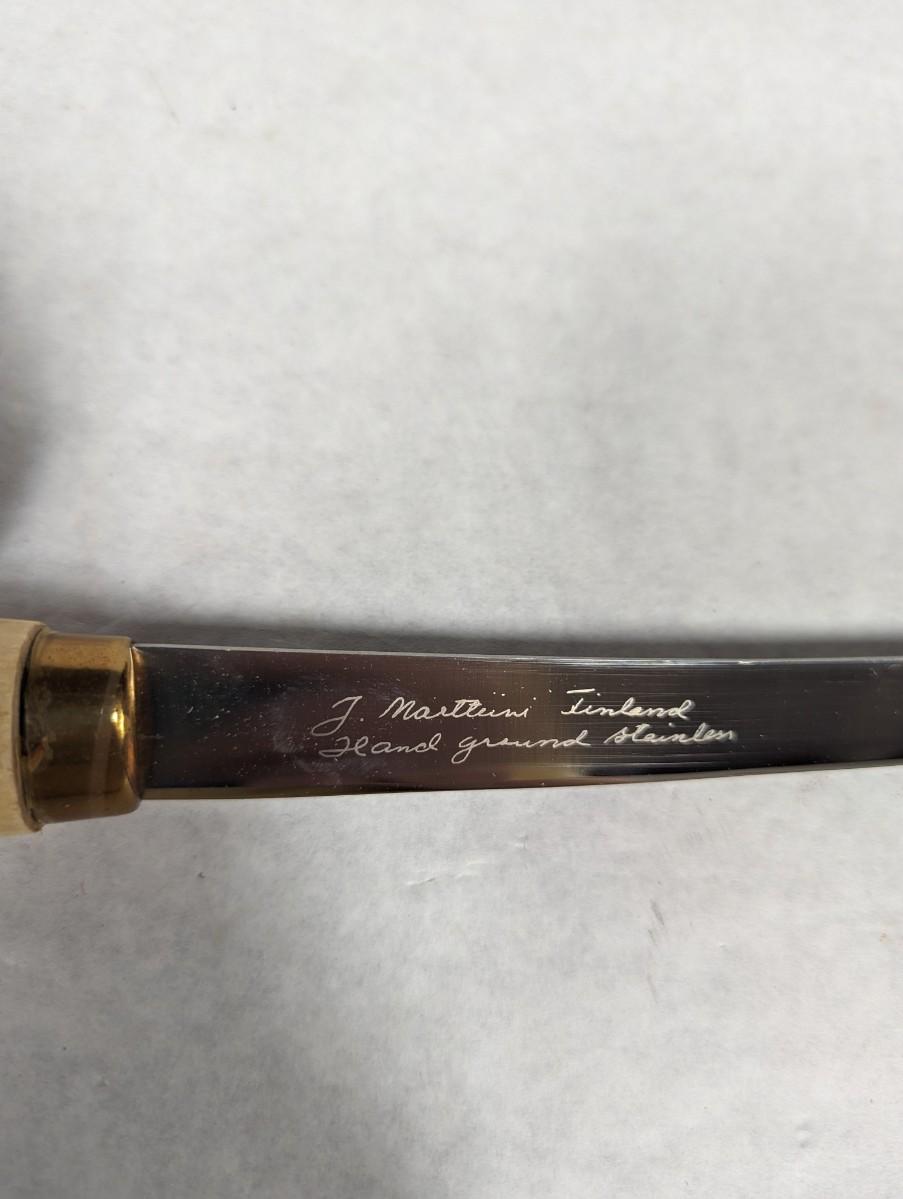 J. Marttiini Finland
Hand ground stainless